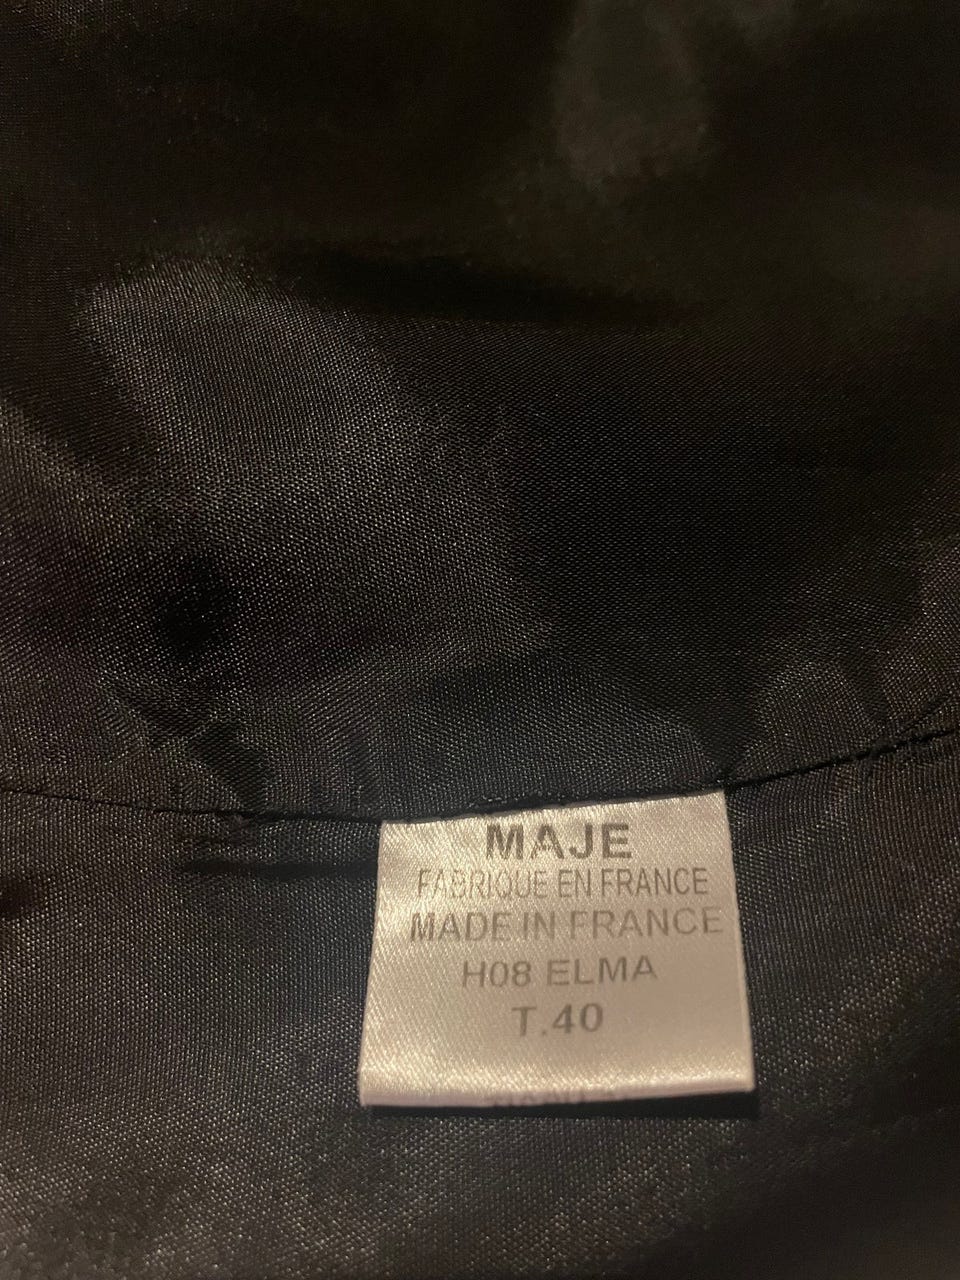 MAJE
FABRIQUE EN FRANCE
MADE IN FRANCE
H08 ELMA
T.40